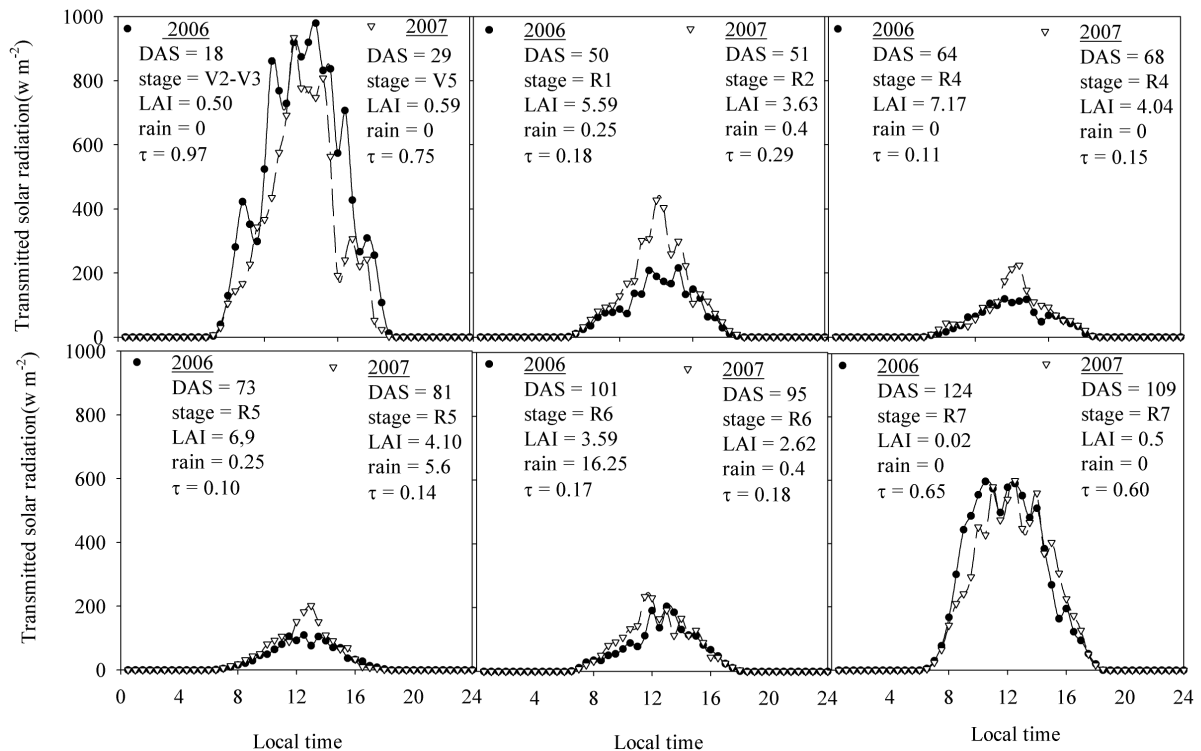 Transmitted solar radiation(w m⁻²)
1000
800
600
400
200
0
2006
DAS = 18
stage = V2-V3
LAI = 0.50
rain = 0
τ = 0.97
2007
DAS = 29
stage = V5
LAI = 0.59
rain = 0
τ = 0.75
2006
DAS = 50
stage = R1
LAI = 5.59
rain = 0.25
τ = 0.18
2007
DAS = 51
stage = R2
LAI = 3.63
rain = 0.4
τ = 0.29
2006
DAS = 64
stage = R4
LAI = 7.17
rain = 0
τ = 0.11
2007
DAS = 68
stage = R4
LAI = 4.04
rain = 0
τ = 0.15
Transmitted solar radiation(w m⁻²)
1000
800
600
400
200
0
2006
DAS = 73
stage = R5
LAI = 6,9
rain = 0.25
τ = 0.10
2007
DAS = 81
stage = R5
LAI = 4.10
rain = 5.6
τ = 0.14
2006
DAS = 101
stage = R6
LAI = 3.59
rain = 16.25
τ = 0.17
2007
DAS = 95
stage = R6
LAI = 2.62
rain = 0.4
τ = 0.18
2006
DAS = 124
stage = R7
LAI = 0.02
rain = 0
τ = 0.65
2007
DAS = 109
stage = R7
LAI = 0.5
rain = 0
τ = 0.60
0 4 8 12 16 20 24 4 8 12 16 20 24 4 8 12 16 20 24
Local time
Local time
Local time